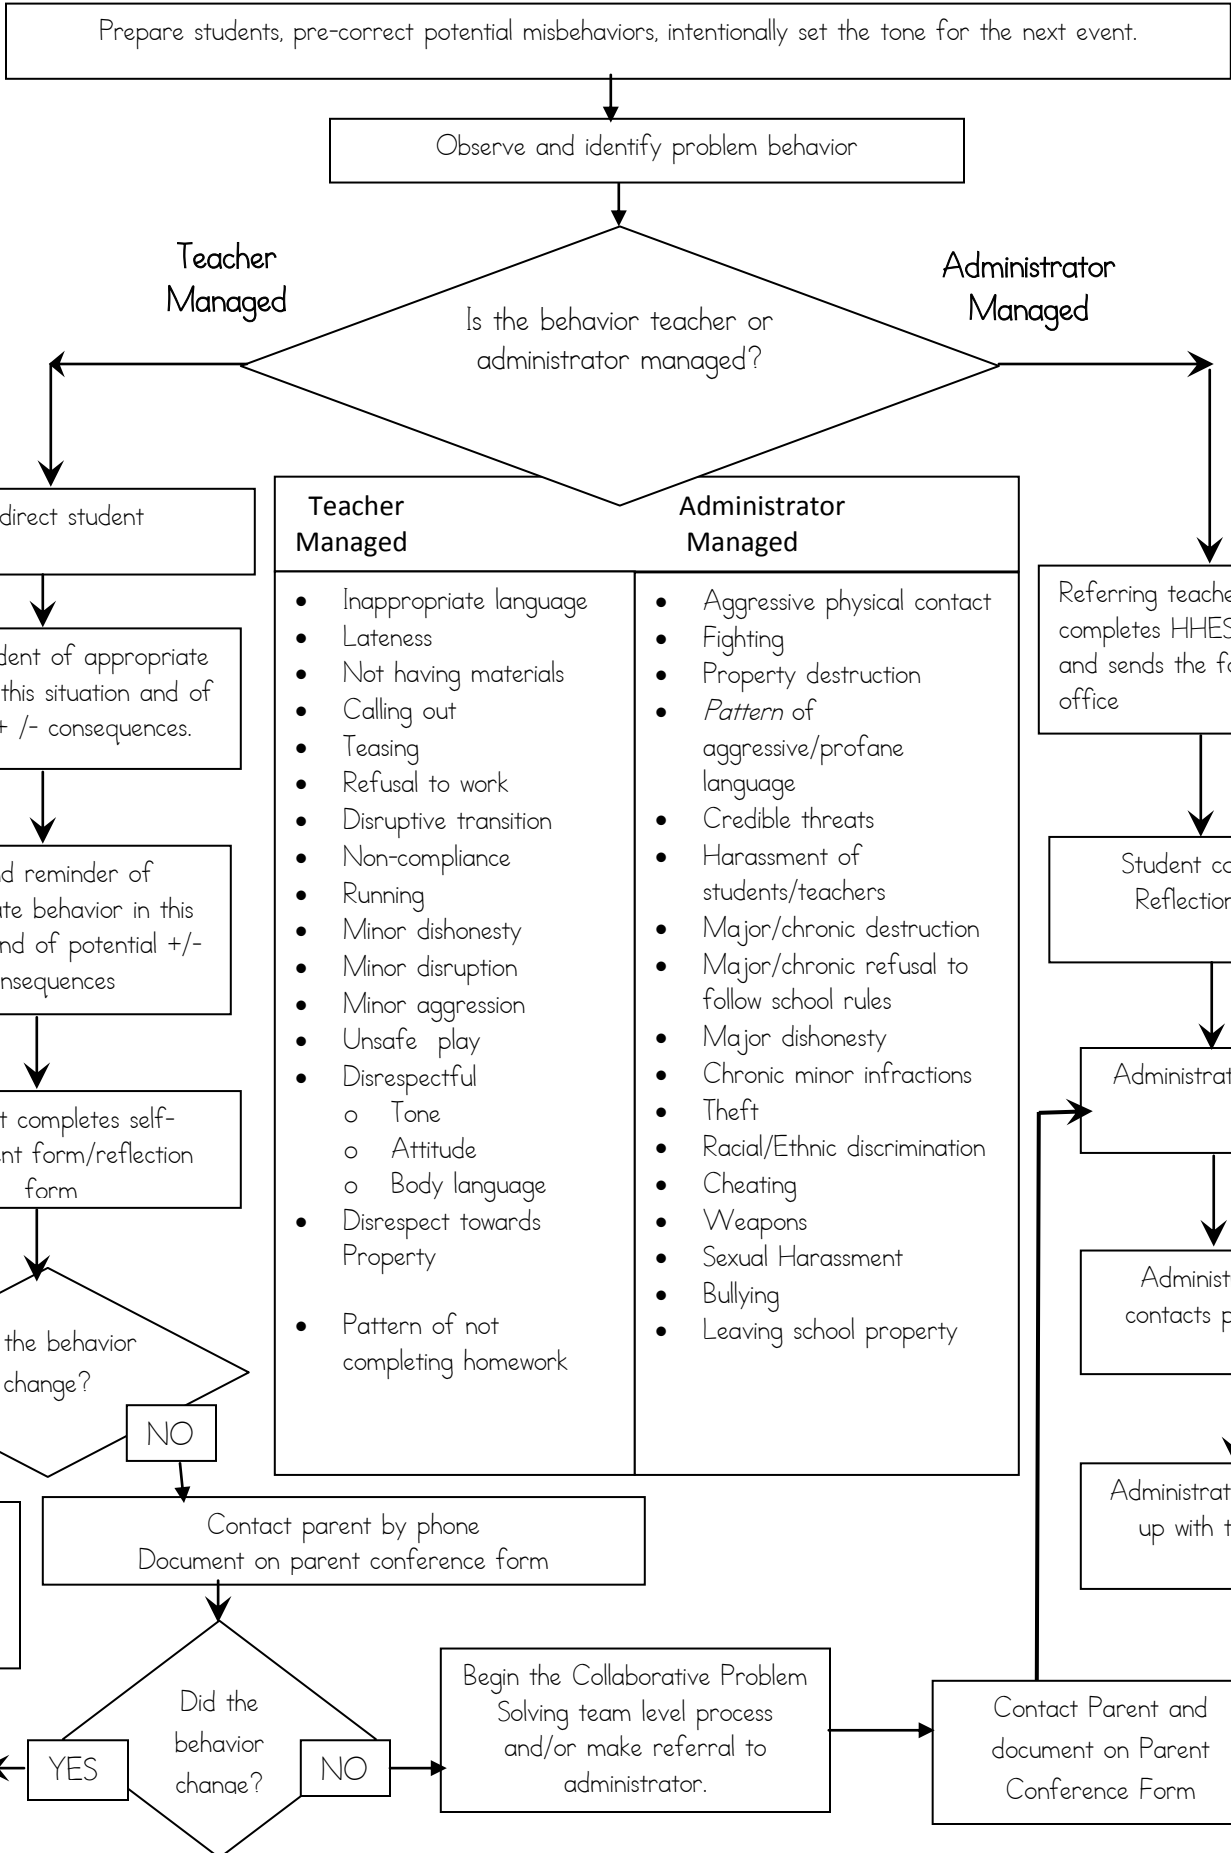 Prepare students, pre-correct potential misbehaviors, intentionally set the tone for the next event.
Observe and identify problem behavior
Teacher
Managed
Administrator
Managed
Is the behavior teacher or
administrator managed?
direct student
dent of appropriate
this situation and of
+ /- consequences.
d reminder of
ate behavior in this
nd of potential +/-
nsequences
t completes self-
ent form/reflection
form
the behavior
change?
NO
Teacher
Managed
• Inappropriate language
• Lateness
• Not having materials
• Calling out
• Teasing
• Refusal to work
• Disruptive transition
• Non-compliance
• Running
• Minor dishonesty
• Minor disruption
• Minor aggression
• Unsafe play
• Disrespectful
o Tone
o Attitude
o Body language
• Disrespect towards
Property
• Pattern of not
completing homework
Administrator
Managed
• Aggressive physical contact
• Fighting
• Property destruction
• Pattern of
aggressive/profane
language
• Credible threats
• Harassment of
students/teachers
• Major/chronic destruction
• Major/chronic refusal to
follow school rules
• Major dishonesty
• Chronic minor infractions
• Theft
• Racial/Ethnic discrimination
• Cheating
• Weapons
• Sexual Harassment
• Bullying
• Leaving school property
Referring teache
completes HHES
and sends the fo
office
Student co
Reflection
Administrat
Administ
contacts p
Administrat
up with t
Contact parent by phone
Document on parent conference form
Did the
behavior
change?
YES
NO
Begin the Collaborative Problem
Solving team level process
and/or make referral to
administrator.
Contact Parent and
document on Parent
Conference Form